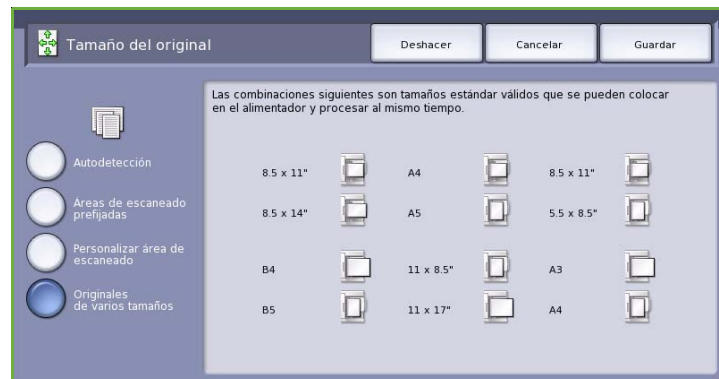 Tamaño del original
Deshacer
Cancelar
Guardar
Las combinaciones siguientes son tamaños estándar válidos que se pueden colocar
en el alimentador y procesar al mismo tiempo.
Autodetección
Áreas de escaneado
prefijadas
Personalizar área de
escaneado
Originales
de varios tamaños
8.5 x 11"
A4
8.5 x 11"
8.5 x 14"
A5
5.5 x 8.5"
B4
11 x 8.5"
A3
B5
11 x 17"
A4